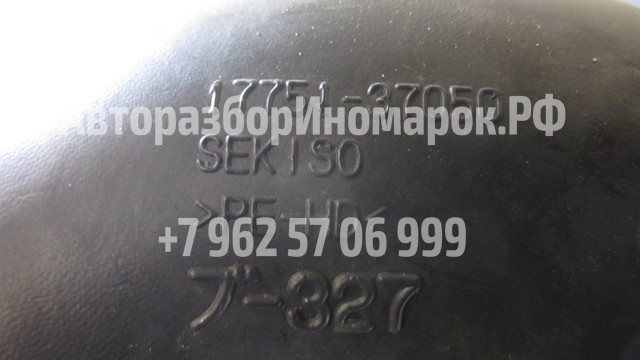 17751-37050
АвторазборИномарок.РФ
SEKISO
>PE-HD<
+7 962 57 06 999
ブ-327